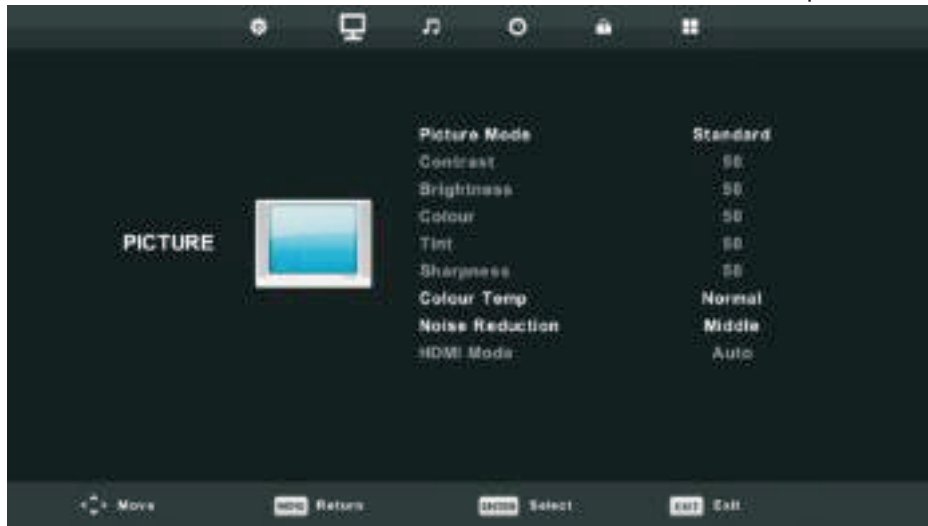 Picture Mode Standard
Contrast 50
Brightness 50
Colour 50
PICTURE
Tint 50
Sharpness 50
Colour Temp Normal
Noise Reduction Middle
HDMI Mode Auto
Move MENU Return ENTER Select EXIT Exit